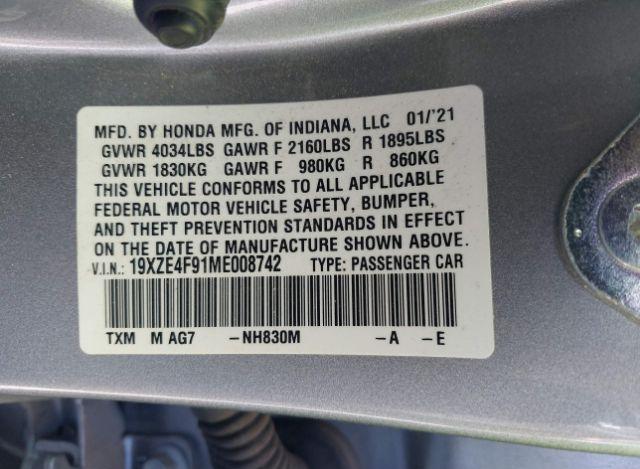 MFD. BY HONDA MFG. OF INDIANA, LLC 01/'21
GVWR 4034LBS GAWR F 2160LBS R 1895LBS
GVWR 1830KG GAWR F 980KG R 860KG
THIS VEHICLE CONFORMS TO ALL APPLICABLE
FEDERAL MOTOR VEHICLE SAFETY, BUMPER,
AND THEFT PREVENTION STANDARDS IN EFFECT
ON THE DATE OF MANUFACTURE SHOWN ABOVE.
V.I.N.: 19XZE4F91ME008742 TYPE: PASSENGER CAR
TXM M AG7 -NH830M -A -E